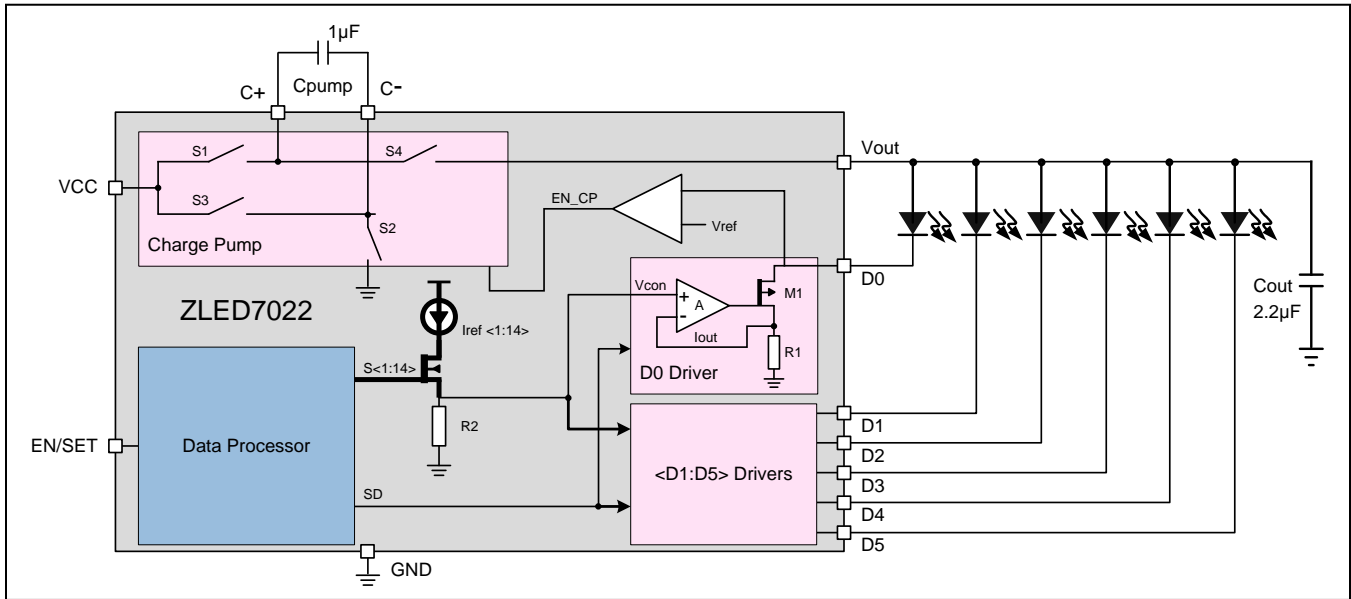 1µF
Cpump
C+
C-
S1
S4
Vout
VCC
S3
EN_CP
Vref
S2
Charge Pump
D0
Cout
2.2µF
Vcon
+
A
-
M1
Iout
R1
D0 Driver
ZLED7022
Iref <1:14>
S<1:14>
R2
D1
EN/SET
Data Processor
D2
<D1:D5> Drivers
D3
SD
D4
D5
GND